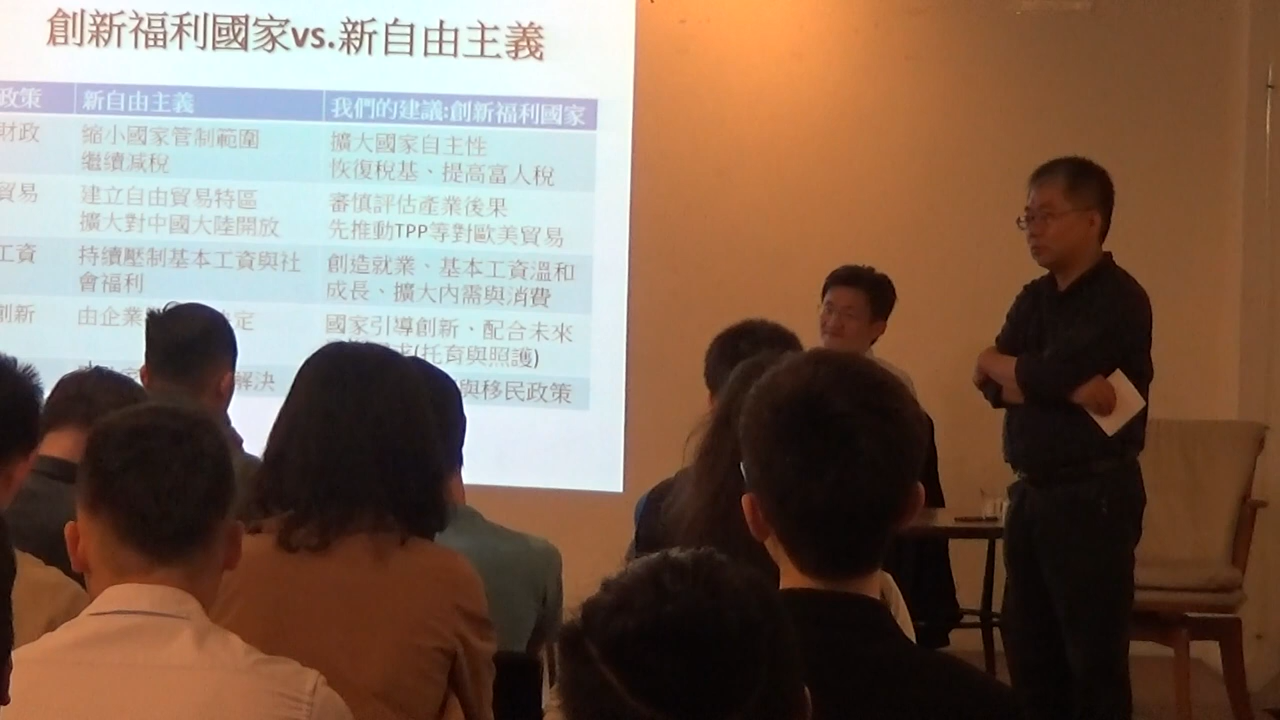 創新福利國家vs.新自由主義
政策 新自由主義 我們的建議:創新福利國家
財政 縮小國家管制範圍 擴大國家自主性
繼續減稅 恢復稅基、提高富人稅
貿易 建立自由貿易特區 審慎評估產業後果
擴大對中國大陸開放 先推動TPP等對歐美貿易
工資 持續壓制基本工資與社 創造就業、基本工資溫和
會福利 成長、擴大內需與消費
創新 由企業 定 國家引導創新、配合未來
(托育與照護)
解決 與移民政策